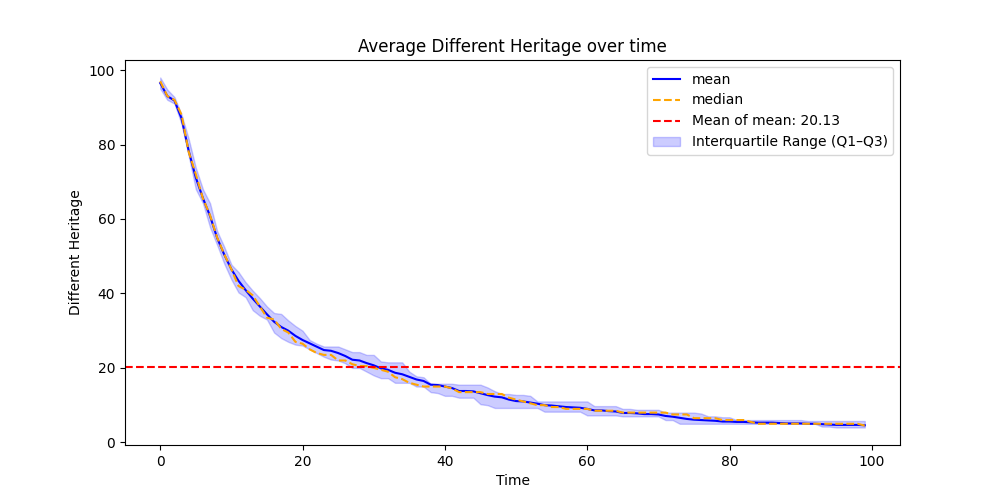 Average Different Heritage over time
100
80
60
40
20
0
Different Heritage
mean
median
Mean of mean: 20.13
Interquartile Range (Q1–Q3)
0 20 40 60 80 100
Time